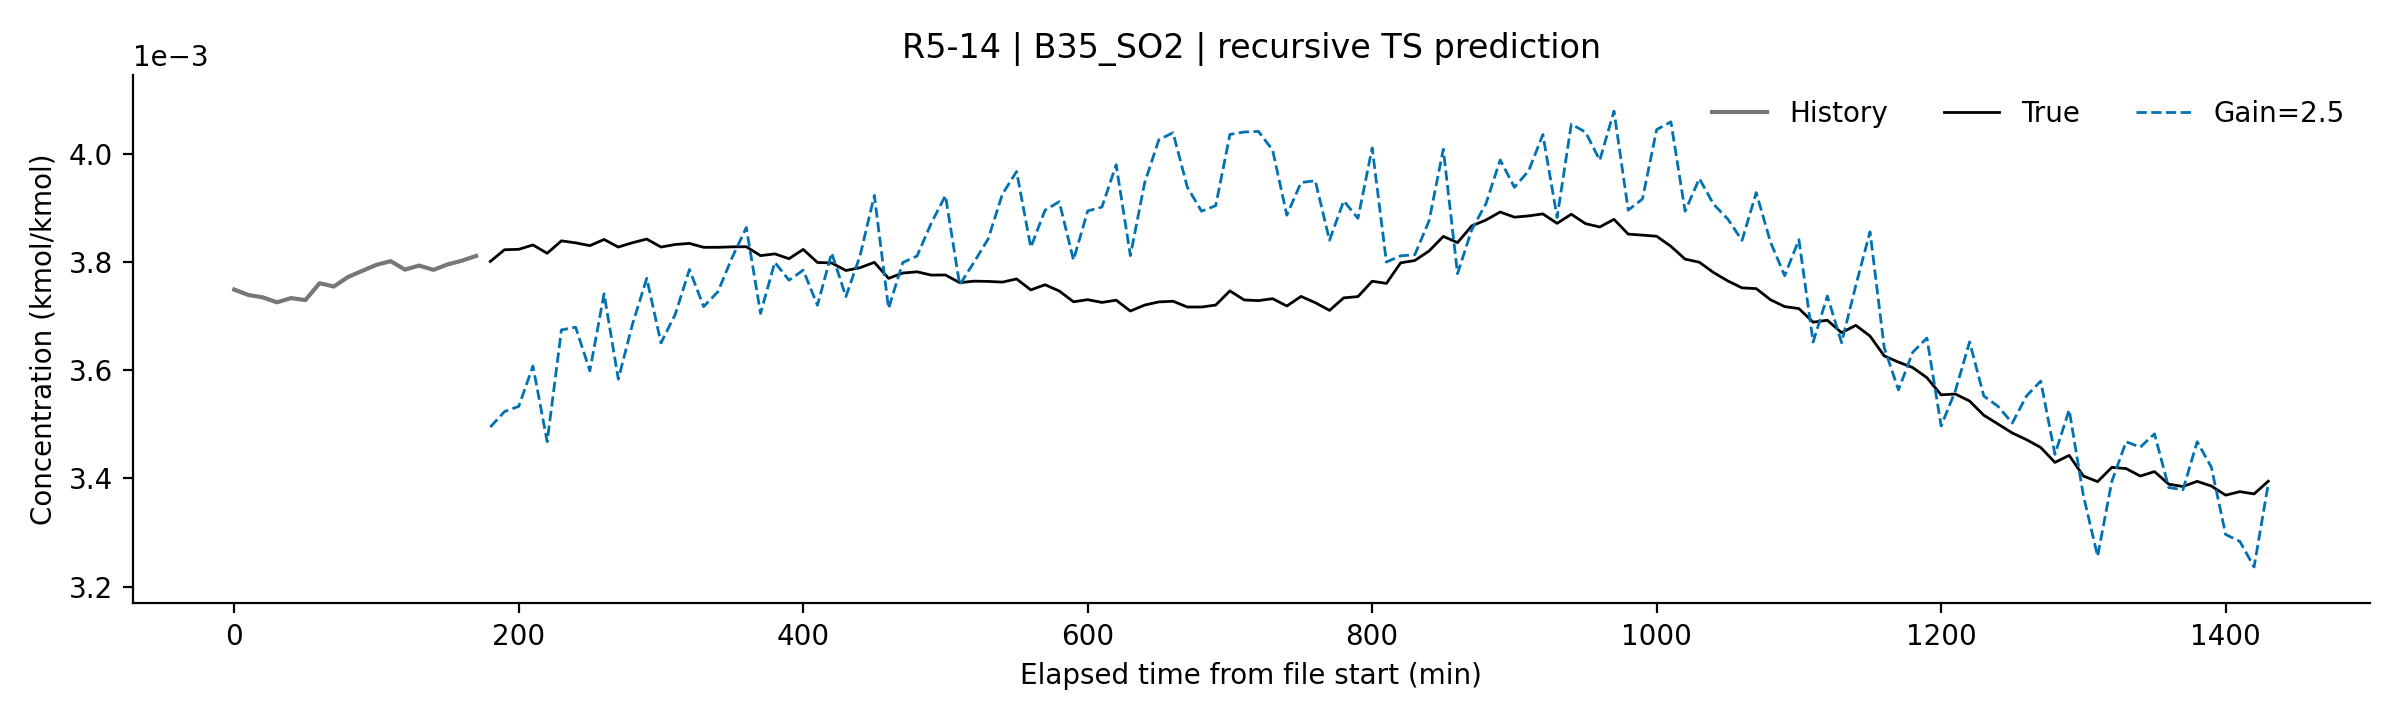 R5-14 | B35_SO2 | recursive TS prediction
1e−3
History True Gain=2.5
Concentration (kmol/kmol)
4.0
3.8
3.6
3.4
3.2
0 200 400 600 800 1000 1200 1400
Elapsed time from file start (min)